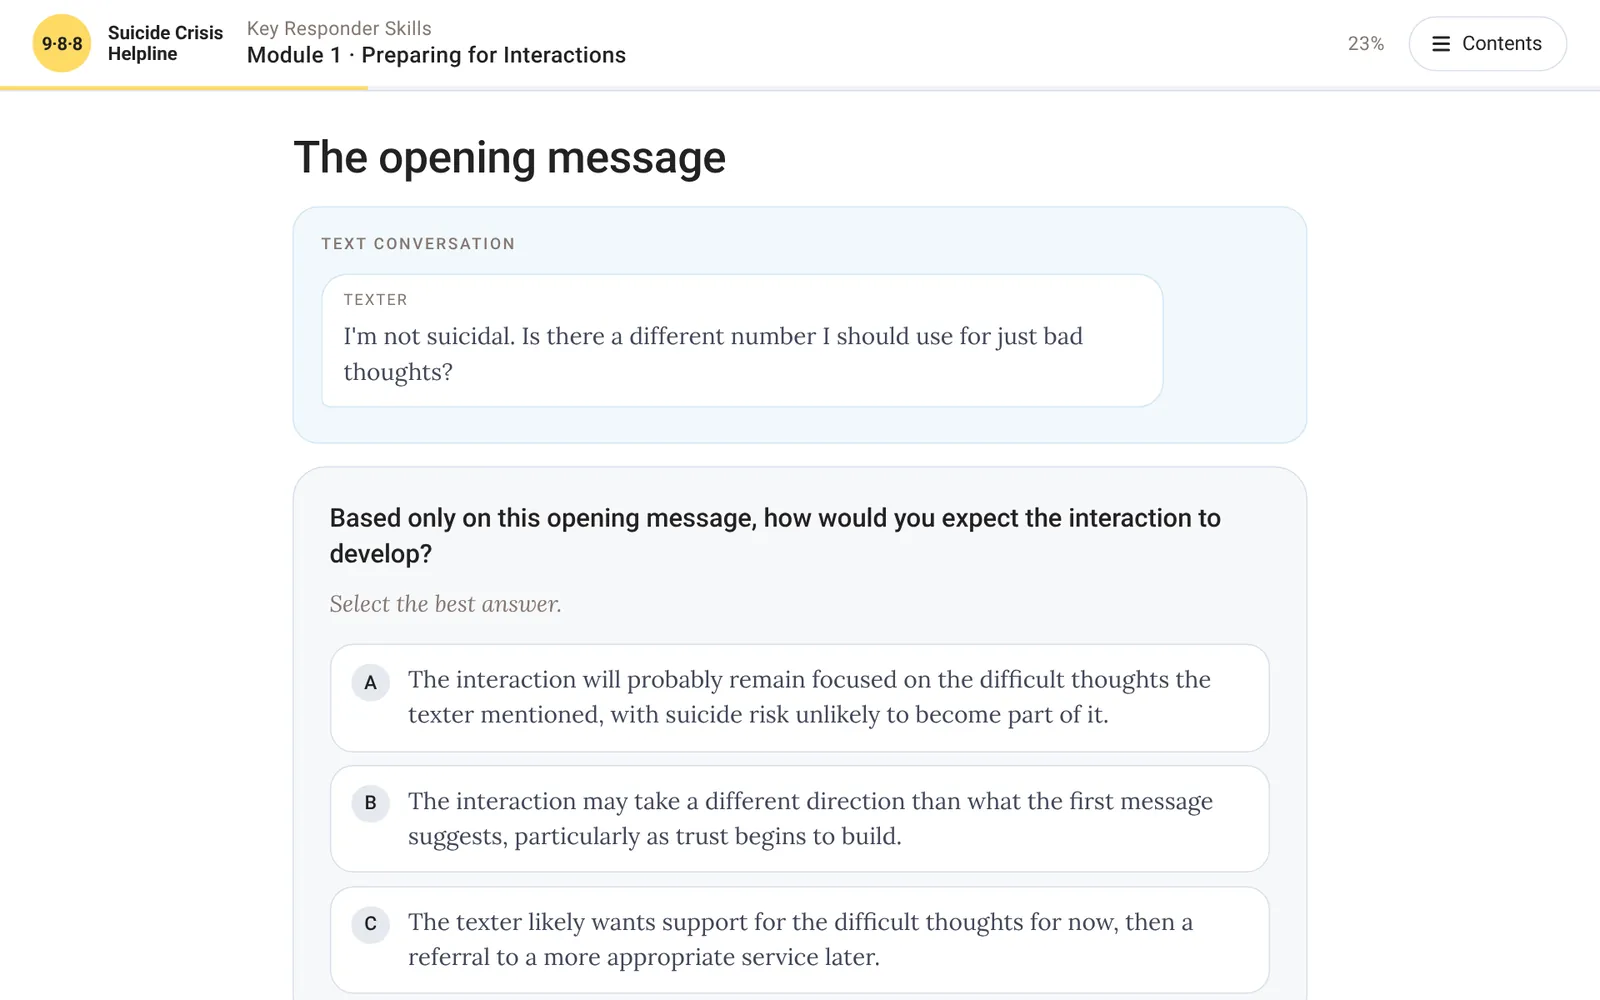 9·8·8
Suicide Crisis
Helpline
Key Responder Skills
Module 1 · Preparing for Interactions
23%
Contents
The opening message
TEXT CONVERSATION
TEXTER
I'm not suicidal. Is there a different number I should use for just bad
thoughts?
Based only on this opening message, how would you expect the interaction to
develop?
Select the best answer.
A
The interaction will probably remain focused on the difficult thoughts the
texter mentioned, with suicide risk unlikely to become part of it.
B
The interaction may take a different direction than what the first message
suggests, particularly as trust begins to build.
C
The texter likely wants support for the difficult thoughts for now, then a
referral to a more appropriate service later.